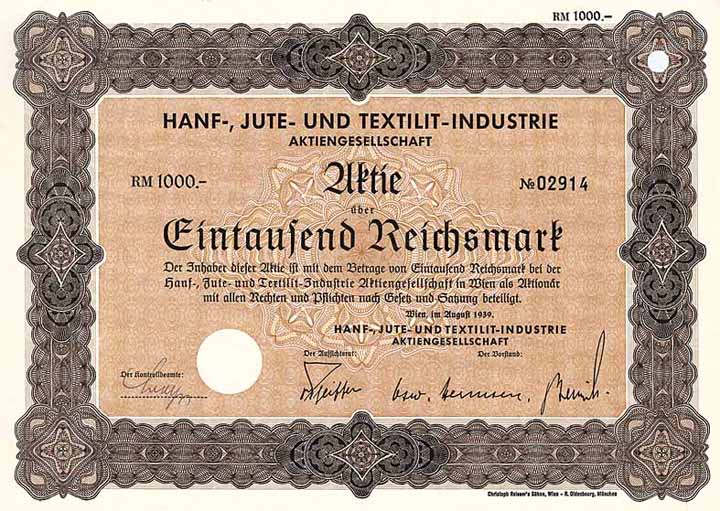 RM 1000.–
HANF-, JUTE- UND TEXTILIT-INDUSTRIE
AKTIENGESELLSCHAFT
RM 1000.–
Aktie
№ 02914
über
Eintausend Reichsmark
Der Inhaber dieser Aktie ist mit dem Betrage von Eintausend Reichsmark bei der
Hanf-, Jute- und Textilit-Industrie Aktiengesellschaft in Wien als Aktionär
mit allen Rechten und Pflichten nach Gesetz und Satzung beteiligt.
Wien, im August 1939.
HANF-, JUTE- UND TEXTILIT-INDUSTRIE
AKTIENGESELLSCHAFT
Der Aufsichtsrat: Der Vorstand:
Der Kontrollbeamte:
Pfeiffer
Christoph Reisser's Söhne, Wien – R. Oldenbourg, München